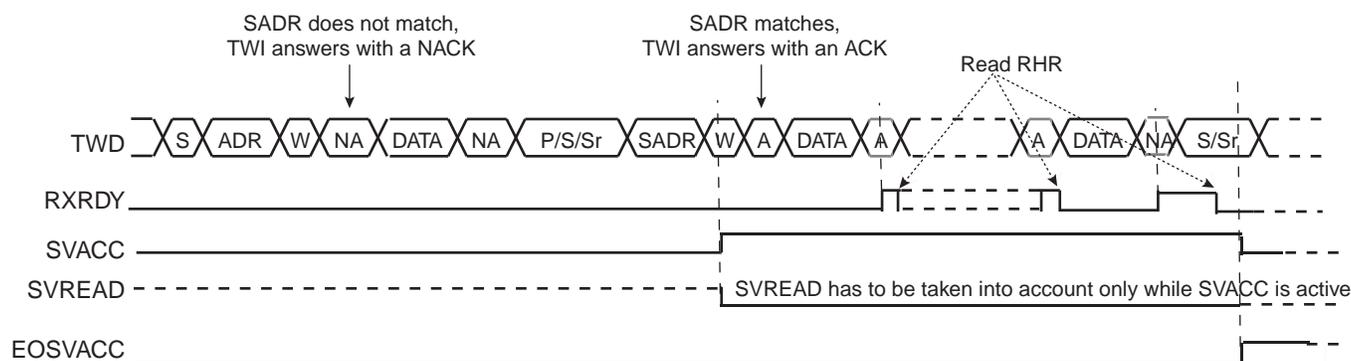 SADR does not match,
TWI answers with a NACK
SADR matches,
TWI answers with an ACK
Read RHR
TWD S ADR W NA DATA NA P/S/Sr SADR W A DATA A A DATA NA S/Sr
RXRDY
SVACC
SVREAD SVREAD has to be taken into account only while SVACC is active
EOSVACC